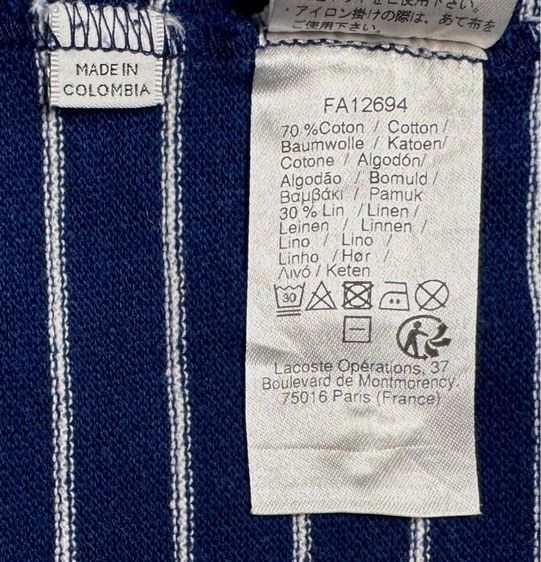 ・アイロン掛けの際は、あて布を
ご使用下さい。
MADE IN
COLOMBIA
FA12694
70 %Coton / Cotton /
Baumwolle / Katoen/
Cotone / Algodón/
Algodão / Bomuld /
Βαμβάκι / Pamuk
30 % Lin / Linen /
Leinen / Linnen /
Lino / Lino /
Linho / Hør /
Λινό / Keten
30
Lacoste Opérations, 37
Boulevard de Montmorency.
75016 Paris (France)